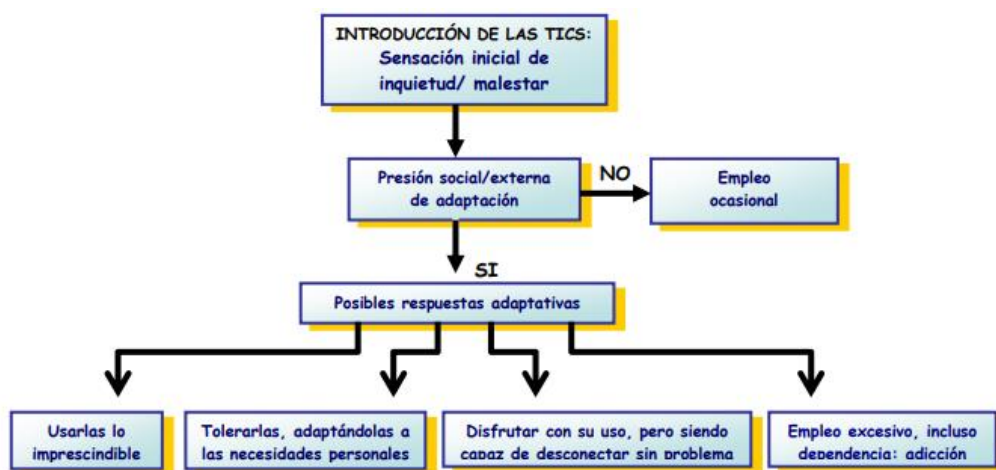 INTRODUCCIÓN DE LAS TICS:
Sensación inicial de
inquietud/ malestar
Presión social/externa
de adaptación
NO
Empleo
ocasional
SI
Posibles respuestas adaptativas
Usarlas lo
imprescindible
Tolerarlas, adaptándolas a
las necesidades personales
Disfrutar con su uso, pero siendo
capaz de desconectar sin problema
Empleo excesivo, incluso
dependencia: adicción